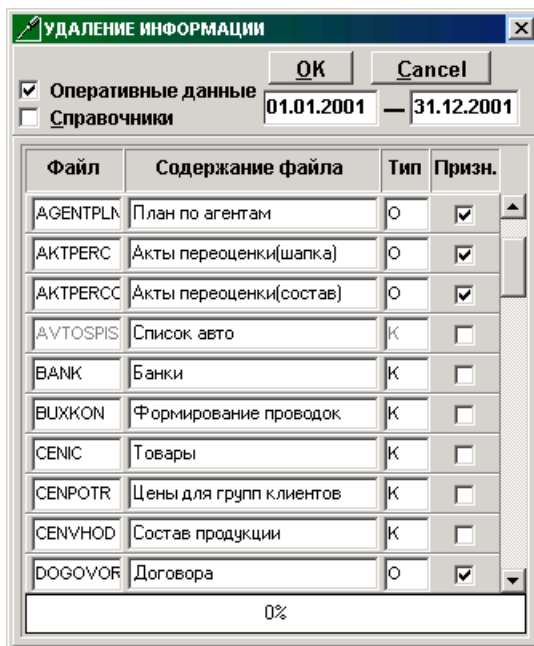 УДАЛЕНИЕ ИНФОРМАЦИИ
OK Cancel
Оперативные данные
Справочники
01.01.2001 — 31.12.2001
Файл Содержание файла Тип Призн.
AGENTPLN План по агентам О
AKTPERC Акты переоценки(шапка) О
AKTPERCC Акты переоценки(состав) О
AVTOSPIS Список авто К
BANK Банки К
BUXKON Формирование проводок К
CENIC Товары К
CENPOTR Цены для групп клиентов К
CENVHOD Состав продукции К
DOGOVOR Договора О
0%